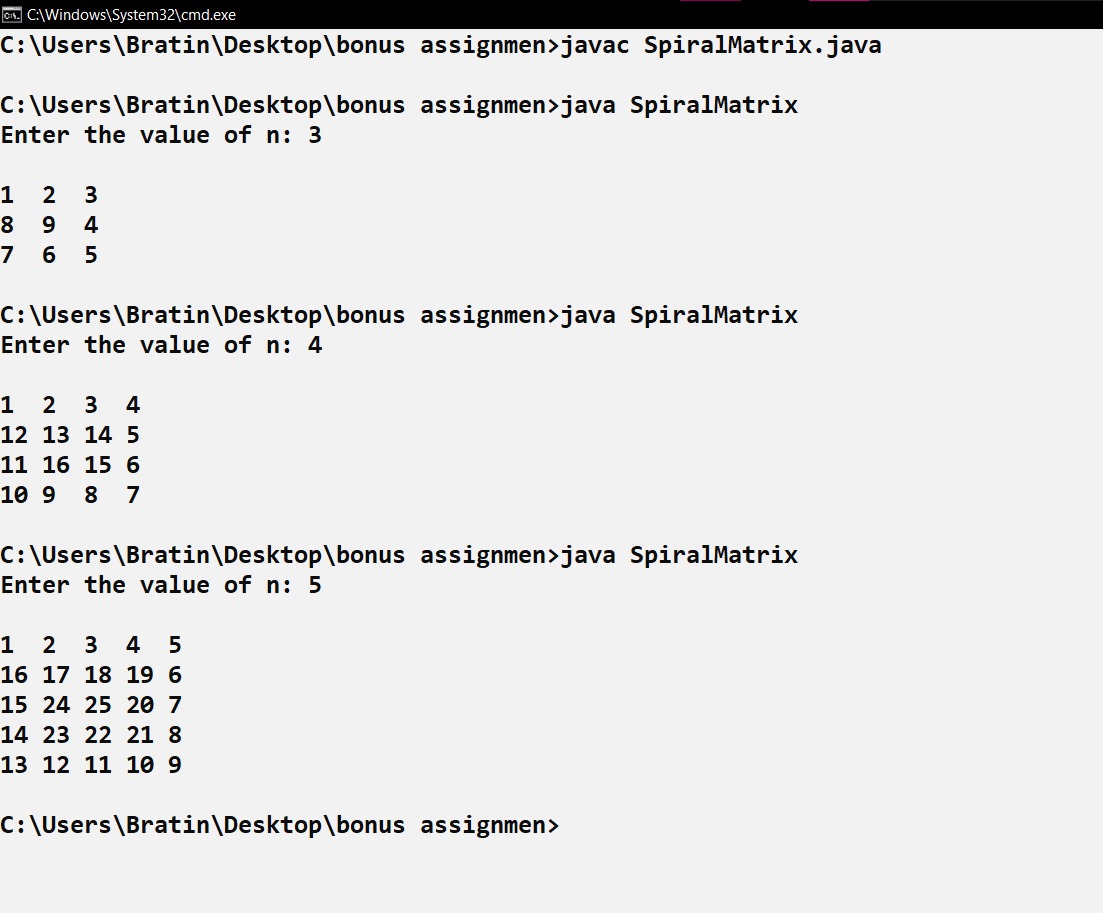 C:\Windows\System32\cmd.exe
C:\Users\Bratin\Desktop\bonus assignmen>javac SpiralMatrix.java
C:\Users\Bratin\Desktop\bonus assignmen>java SpiralMatrix
Enter the value of n: 3
1  2  3
8  9  4
7  6  5
C:\Users\Bratin\Desktop\bonus assignmen>java SpiralMatrix
Enter the value of n: 4
1  2  3  4
12 13 14 5
11 16 15 6
10 9  8  7
C:\Users\Bratin\Desktop\bonus assignmen>java SpiralMatrix
Enter the value of n: 5
1  2  3  4  5
16 17 18 19 6
15 24 25 20 7
14 23 22 21 8
13 12 11 10 9
C:\Users\Bratin\Desktop\bonus assignmen>